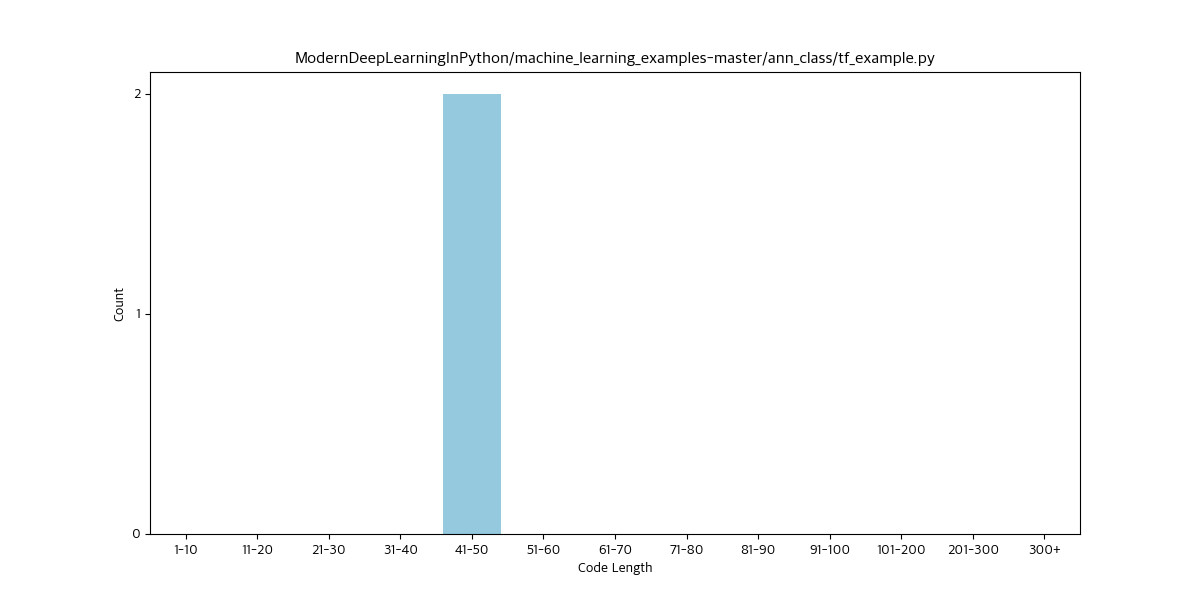 ModernDeepLearningInPython/machine_learning_examples-master/ann_class/tf_example.py
2
1
0
Count
1-10 11-20 21-30 31-40 41-50 51-60 61-70 71-80 81-90 91-100 101-200 201-300 300+
Code Length